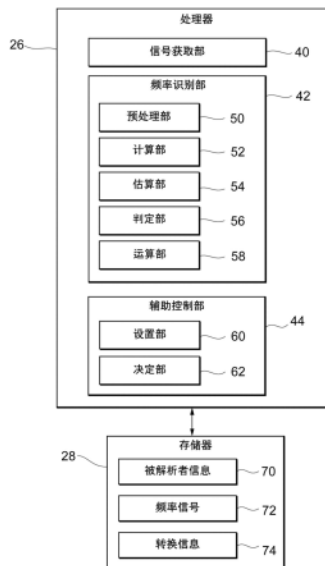 处理器
26
信号获取部
40
频率识别部
42
预处理部
50
计算部
52
估算部
54
判定部
56
运算部
58
辅助控制部
44
设置部
60
决定部
62
存储器
28
被解析者信息
70
频率信号
72
转换信息
74